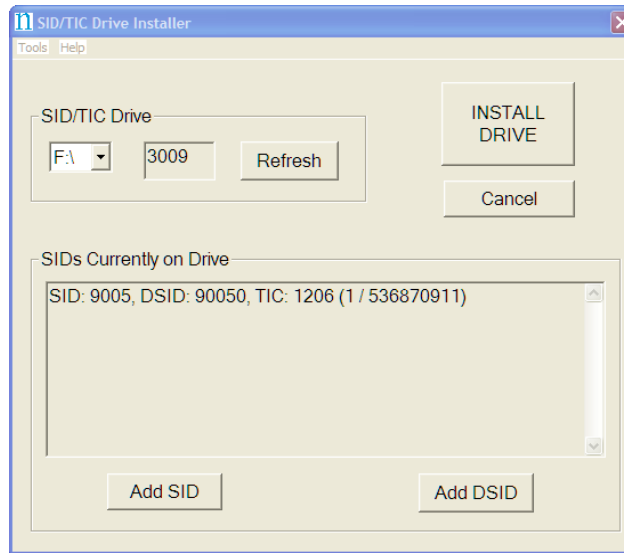 n SID/TIC Drive Installer
Tools Help
SID/TIC Drive
F:\ 3009 Refresh
INSTALL
DRIVE
Cancel
SIDs Currently on Drive
SID: 9005, DSID: 90050, TIC: 1206 (1 / 536870911)
Add SID Add DSID